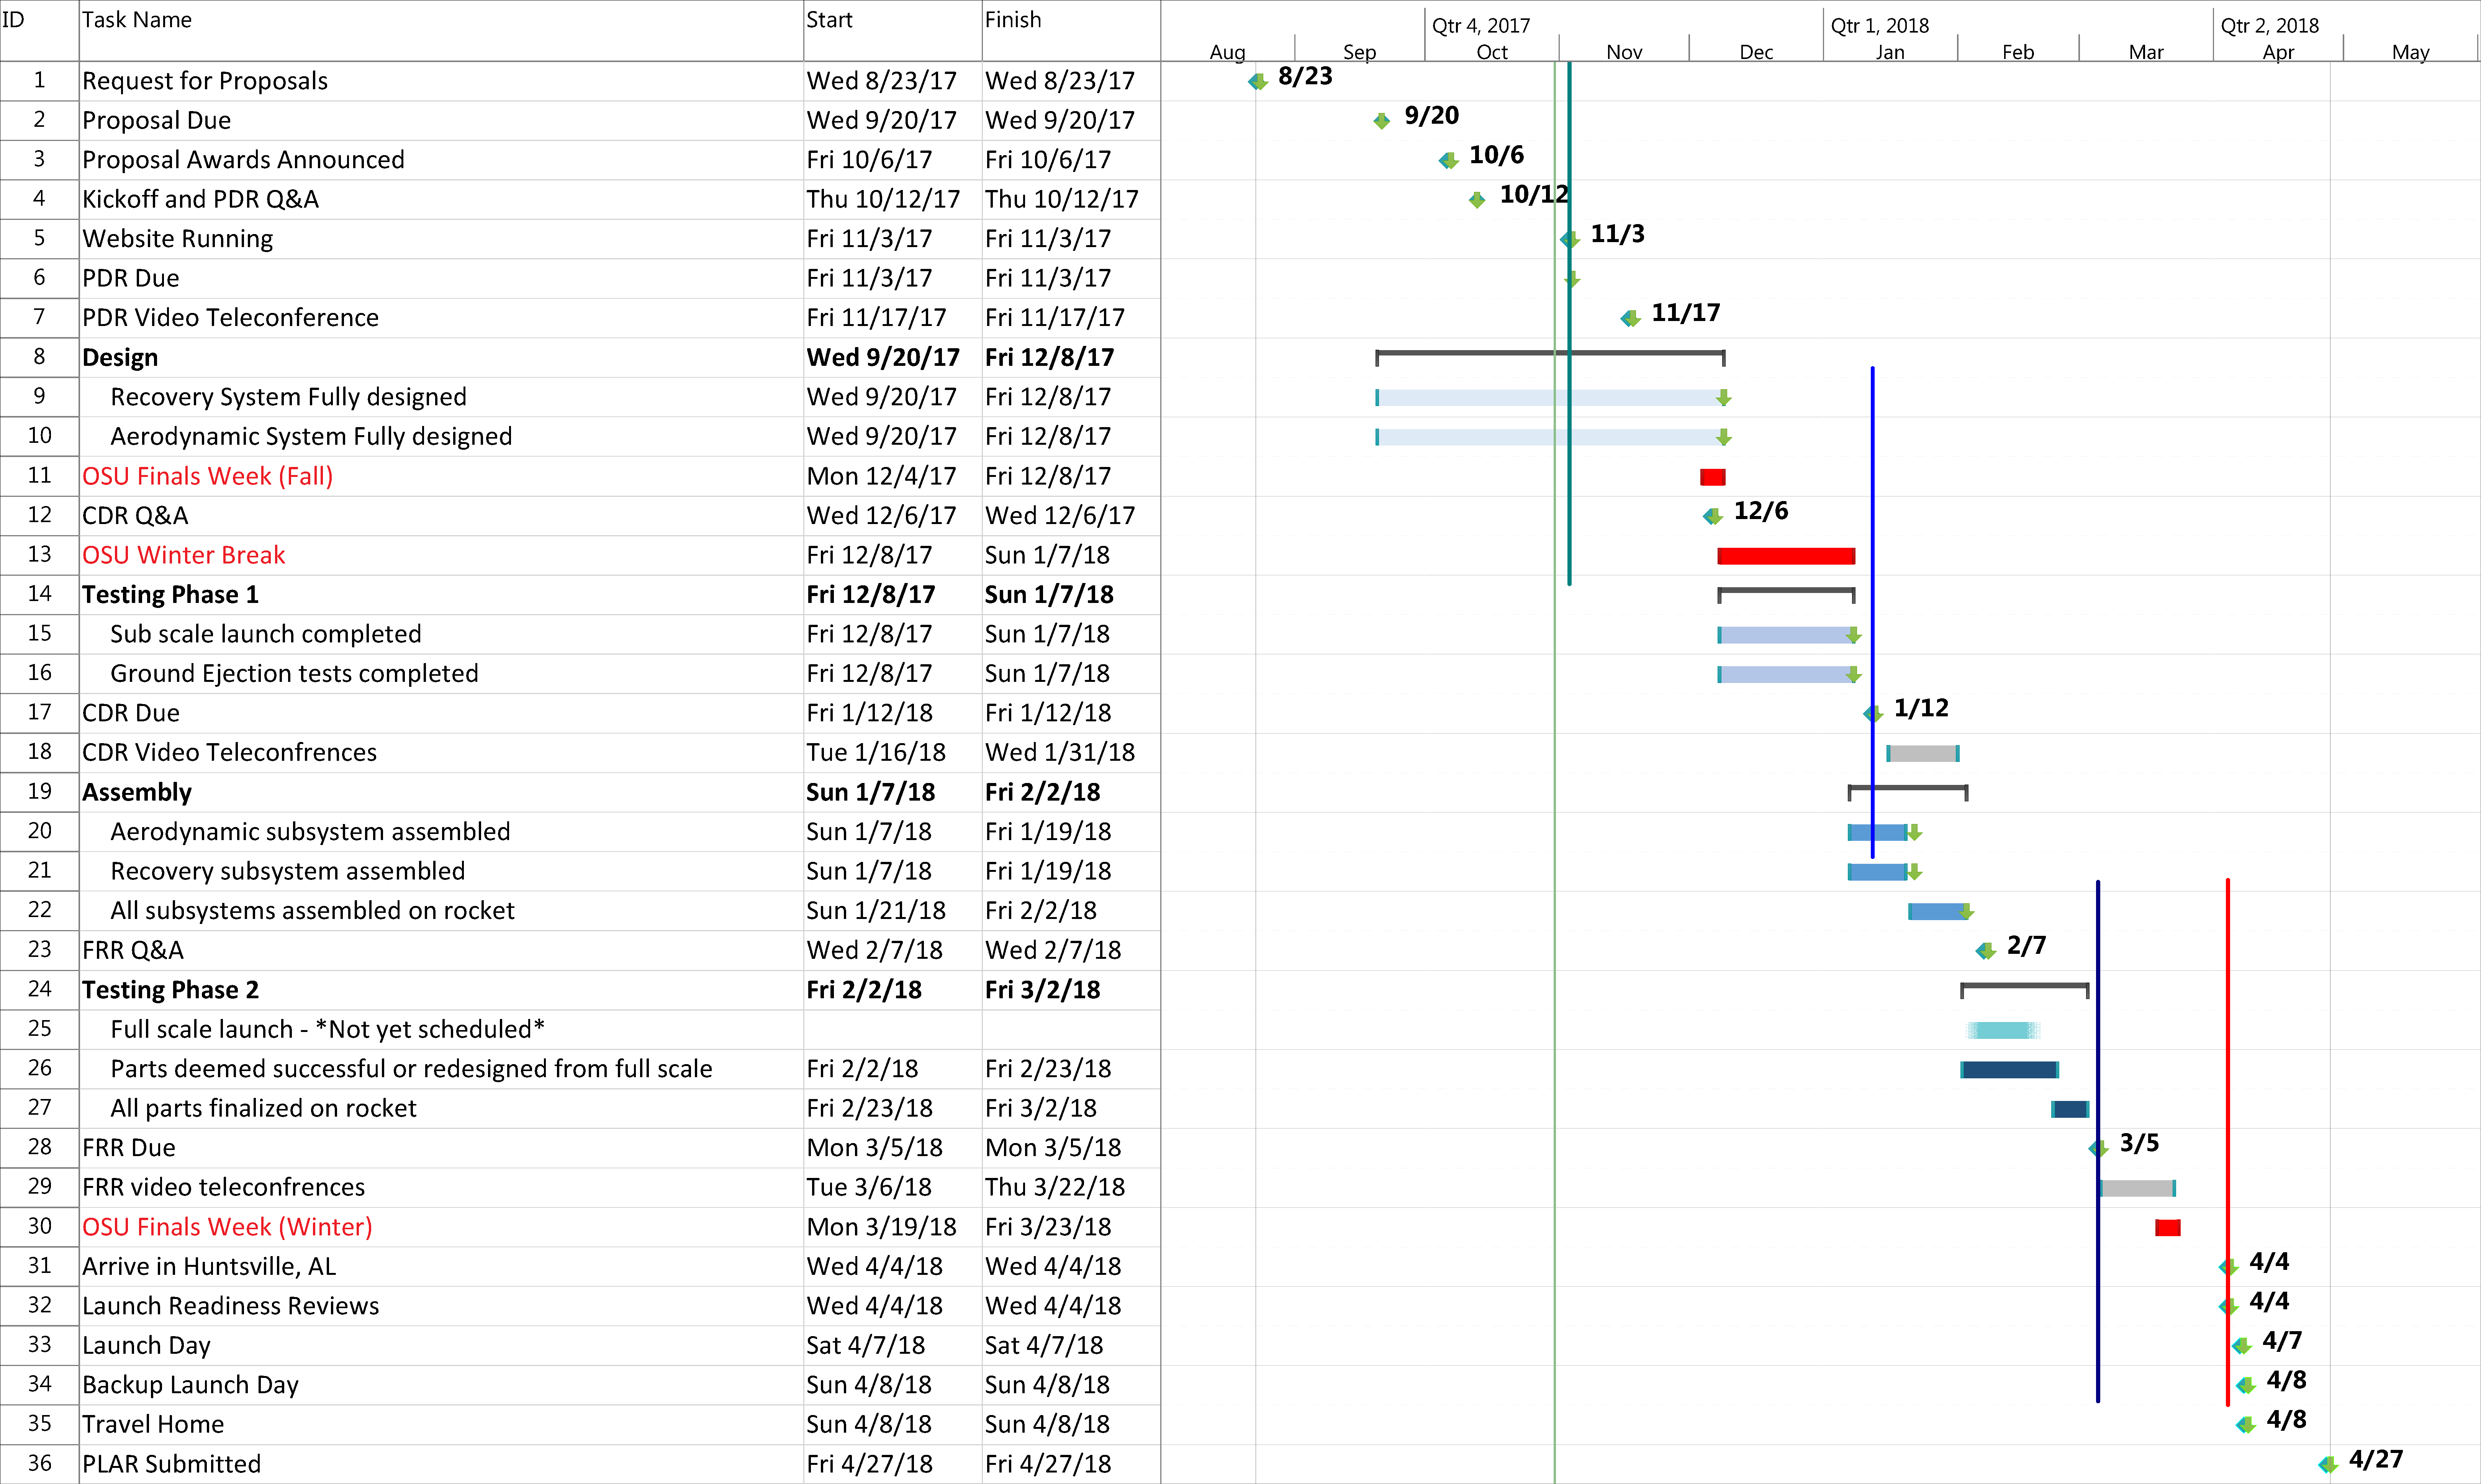 ID Task Name Start Finish Qtr 4, 2017 Qtr 1, 2018 Qtr 2, 2018
Aug Sep Oct Nov Dec Jan Feb Mar Apr May
1 Request for Proposals Wed 8/23/17 Wed 8/23/17 8/23
2 Proposal Due Wed 9/20/17 Wed 9/20/17 9/20
3 Proposal Awards Announced Fri 10/6/17 Fri 10/6/17 10/6
4 Kickoff and PDR Q&A Thu 10/12/17 Thu 10/12/17 10/12
5 Website Running Fri 11/3/17 Fri 11/3/17 11/3
6 PDR Due Fri 11/3/17 Fri 11/3/17
7 PDR Video Teleconference Fri 11/17/17 Fri 11/17/17 11/17
8 Design Wed 9/20/17 Fri 12/8/17
9 Recovery System Fully designed Wed 9/20/17 Fri 12/8/17
10 Aerodynamic System Fully designed Wed 9/20/17 Fri 12/8/17
11 OSU Finals Week (Fall) Mon 12/4/17 Fri 12/8/17
12 CDR Q&A Wed 12/6/17 Wed 12/6/17 12/6
13 OSU Winter Break Fri 12/8/17 Sun 1/7/18
14 Testing Phase 1 Fri 12/8/17 Sun 1/7/18
15 Sub scale launch completed Fri 12/8/17 Sun 1/7/18
16 Ground Ejection tests completed Fri 12/8/17 Sun 1/7/18
17 CDR Due Fri 1/12/18 Fri 1/12/18 1/12
18 CDR Video Teleconfrences Tue 1/16/18 Wed 1/31/18
19 Assembly Sun 1/7/18 Fri 2/2/18
20 Aerodynamic subsystem assembled Sun 1/7/18 Fri 1/19/18
21 Recovery subsystem assembled Sun 1/7/18 Fri 1/19/18
22 All subsystems assembled on rocket Sun 1/21/18 Fri 2/2/18
23 FRR Q&A Wed 2/7/18 Wed 2/7/18 2/7
24 Testing Phase 2 Fri 2/2/18 Fri 3/2/18
25 Full scale launch - *Not yet scheduled*
26 Parts deemed successful or redesigned from full scale Fri 2/2/18 Fri 2/23/18
27 All parts finalized on rocket Fri 2/23/18 Fri 3/2/18
28 FRR Due Mon 3/5/18 Mon 3/5/18 3/5
29 FRR video teleconfrences Tue 3/6/18 Thu 3/22/18
30 OSU Finals Week (Winter) Mon 3/19/18 Fri 3/23/18
31 Arrive in Huntsville, AL Wed 4/4/18 Wed 4/4/18 4/4
32 Launch Readiness Reviews Wed 4/4/18 Wed 4/4/18 4/4
33 Launch Day Sat 4/7/18 Sat 4/7/18 4/7
34 Backup Launch Day Sun 4/8/18 Sun 4/8/18 4/8
35 Travel Home Sun 4/8/18 Sun 4/8/18 4/8
36 PLAR Submitted Fri 4/27/18 Fri 4/27/18 4/27